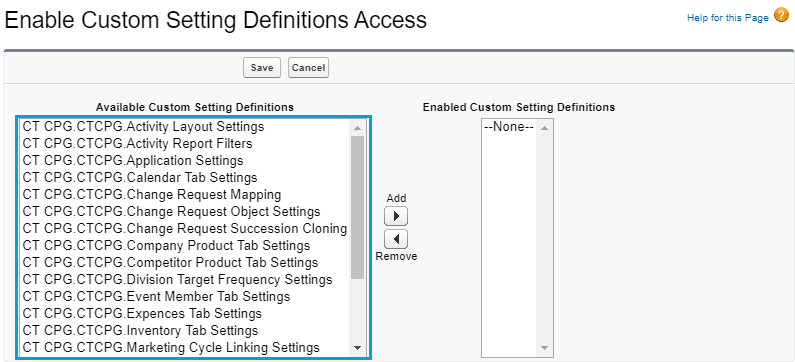 Enable Custom Setting Definitions Access
Help for this Page ?
Save Cancel
Available Custom Setting Definitions
CT CPG.CTCPG.Activity Layout Settings
CT CPG.CTCPG.Activity Report Filters
CT CPG.CTCPG.Application Settings
CT CPG.CTCPG.Calendar Tab Settings
CT CPG.CTCPG.Change Request Mapping
CT CPG.CTCPG.Change Request Object Settings
CT CPG.CTCPG.Change Request Succession Cloning
CT CPG.CTCPG.Company Product Tab Settings
CT CPG.CTCPG.Competitor Product Tab Settings
CT CPG.CTCPG.Division Target Frequency Settings
CT CPG.CTCPG.Event Member Tab Settings
CT CPG.CTCPG.Expences Tab Settings
CT CPG.CTCPG.Inventory Tab Settings
CT CPG.CTCPG.Marketing Cycle Linking Settings
Add
Remove
Enabled Custom Setting Definitions
--None--